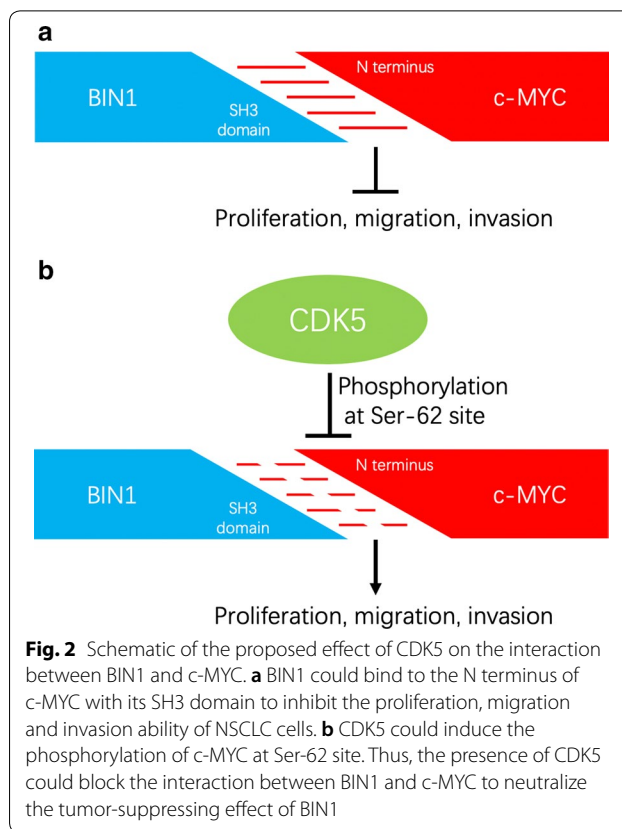 a
BIN1
SH3
domain
N terminus
c-MYC
Proliferation, migration, invasion
b
CDK5
Phosphorylation
at Ser-62 site
BIN1
SH3
domain
N terminus
c-MYC
Proliferation, migration, invasion
Fig. 2 Schematic of the proposed effect of CDK5 on the interaction
between BIN1 and c-MYC. a BIN1 could bind to the N terminus of
c-MYC with its SH3 domain to inhibit the proliferation, migration
and invasion ability of NSCLC cells. b CDK5 could induce the
phosphorylation of c-MYC at Ser-62 site. Thus, the presence of CDK5
could block the interaction between BIN1 and c-MYC to neutralize
the tumor-suppressing effect of BIN1